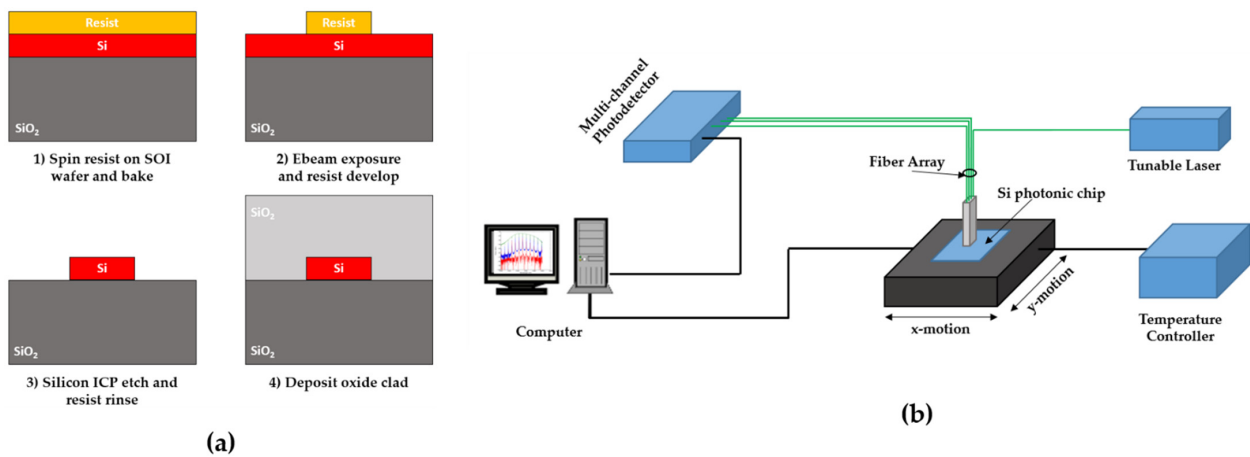 Resist
Si
SiO2
1) Spin resist on SOI
wafer and bake
Resist
Si
SiO2
2) Ebeam exposure
and resist develop
Si
SiO2
3) Silicon ICP etch and
resist rinse
SiO2
Si
SiO2
4) Deposit oxide clad
(a)
Multi-channel
Photodetector
Fiber Array
Tunable Laser
Si photonic chip
Computer
x-motion
y-motion
Temperature
Controller
(b)